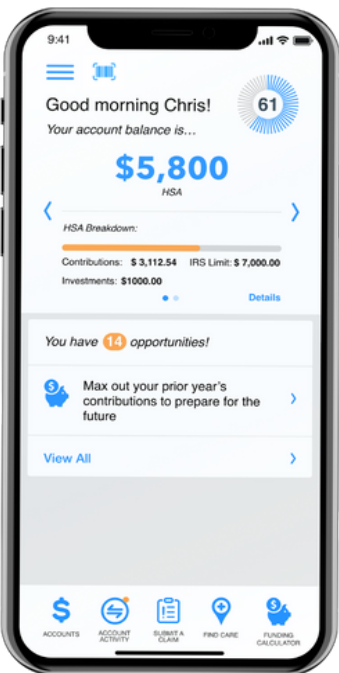 9:41
Good morning Chris!
61
Your account balance is...
$5,800
HSA
HSA Breakdown:
Contributions: $ 3,112.54 IRS Limit: $ 7,000.00
Investments: $1000.00
Details
You have 14 opportunities!
Max out your prior year's
contributions to prepare for the
future
View All
ACCOUNTS
ACCOUNT
ACTIVITY
SUBMIT A
CLAIM
FIND CARE
FUNDING
CALCULATOR